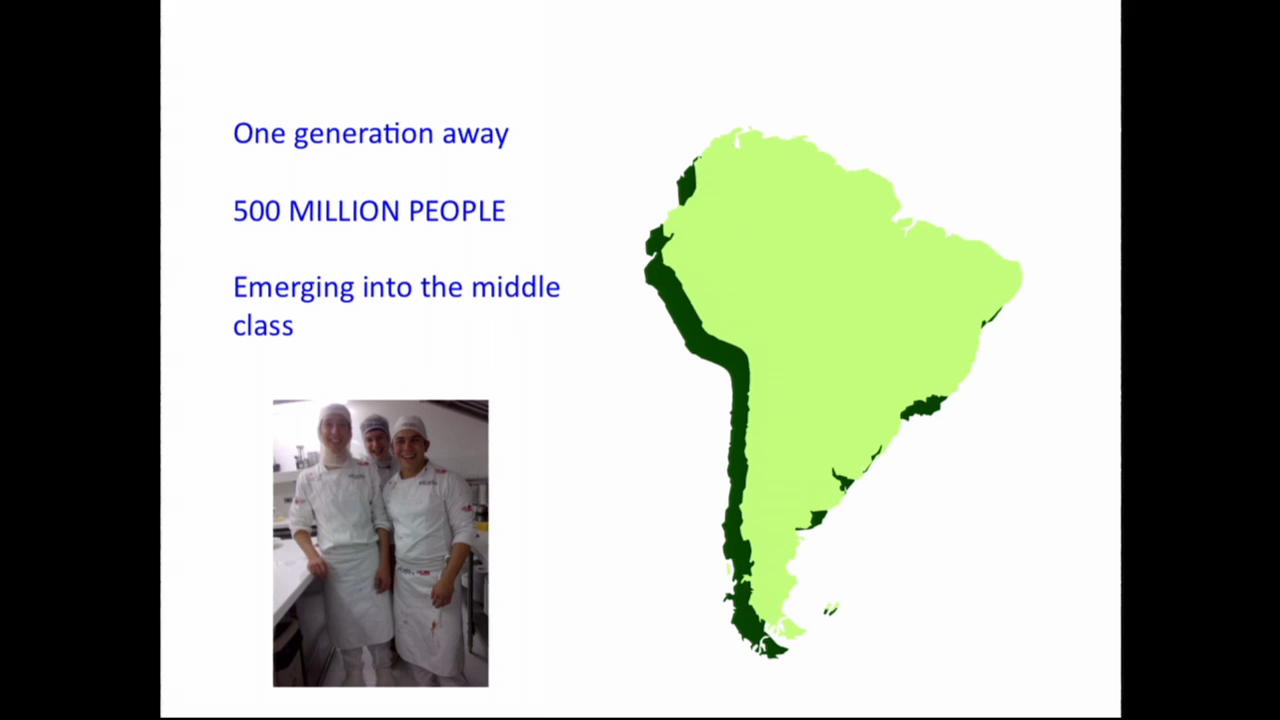 One generation away
500 MILLION PEOPLE
Emerging into the middle
class